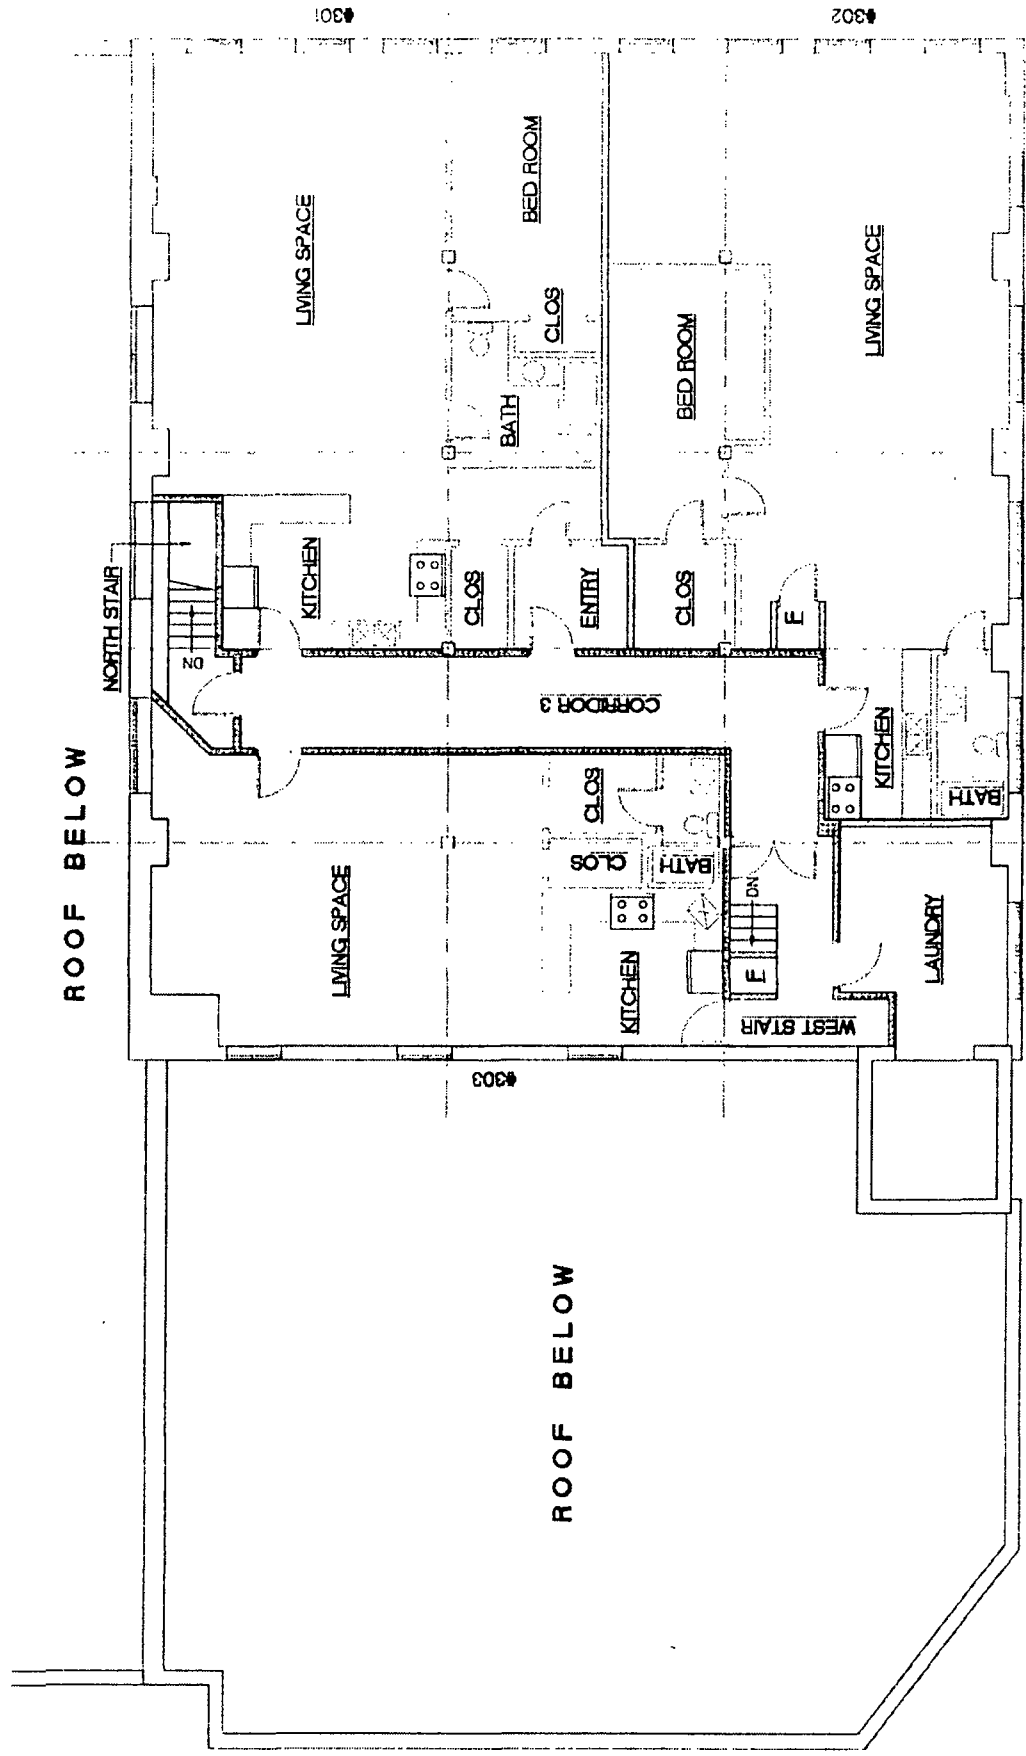 #301
#302
LIVING SPACE
BED ROOM
CLOS
BATH
BED ROOM
LIVING SPACE
NORTH STAIR
DN
KITCHEN
CLOS
ENTRY
CLOS
F
CORRIDOR 3
KITCHEN
BATH
ROOF BELOW
LIVING SPACE
CLOS
CLOS
BATH
KITCHEN
DN
F
WEST STAIR
LAUNDRY
#303
ROOF BELOW